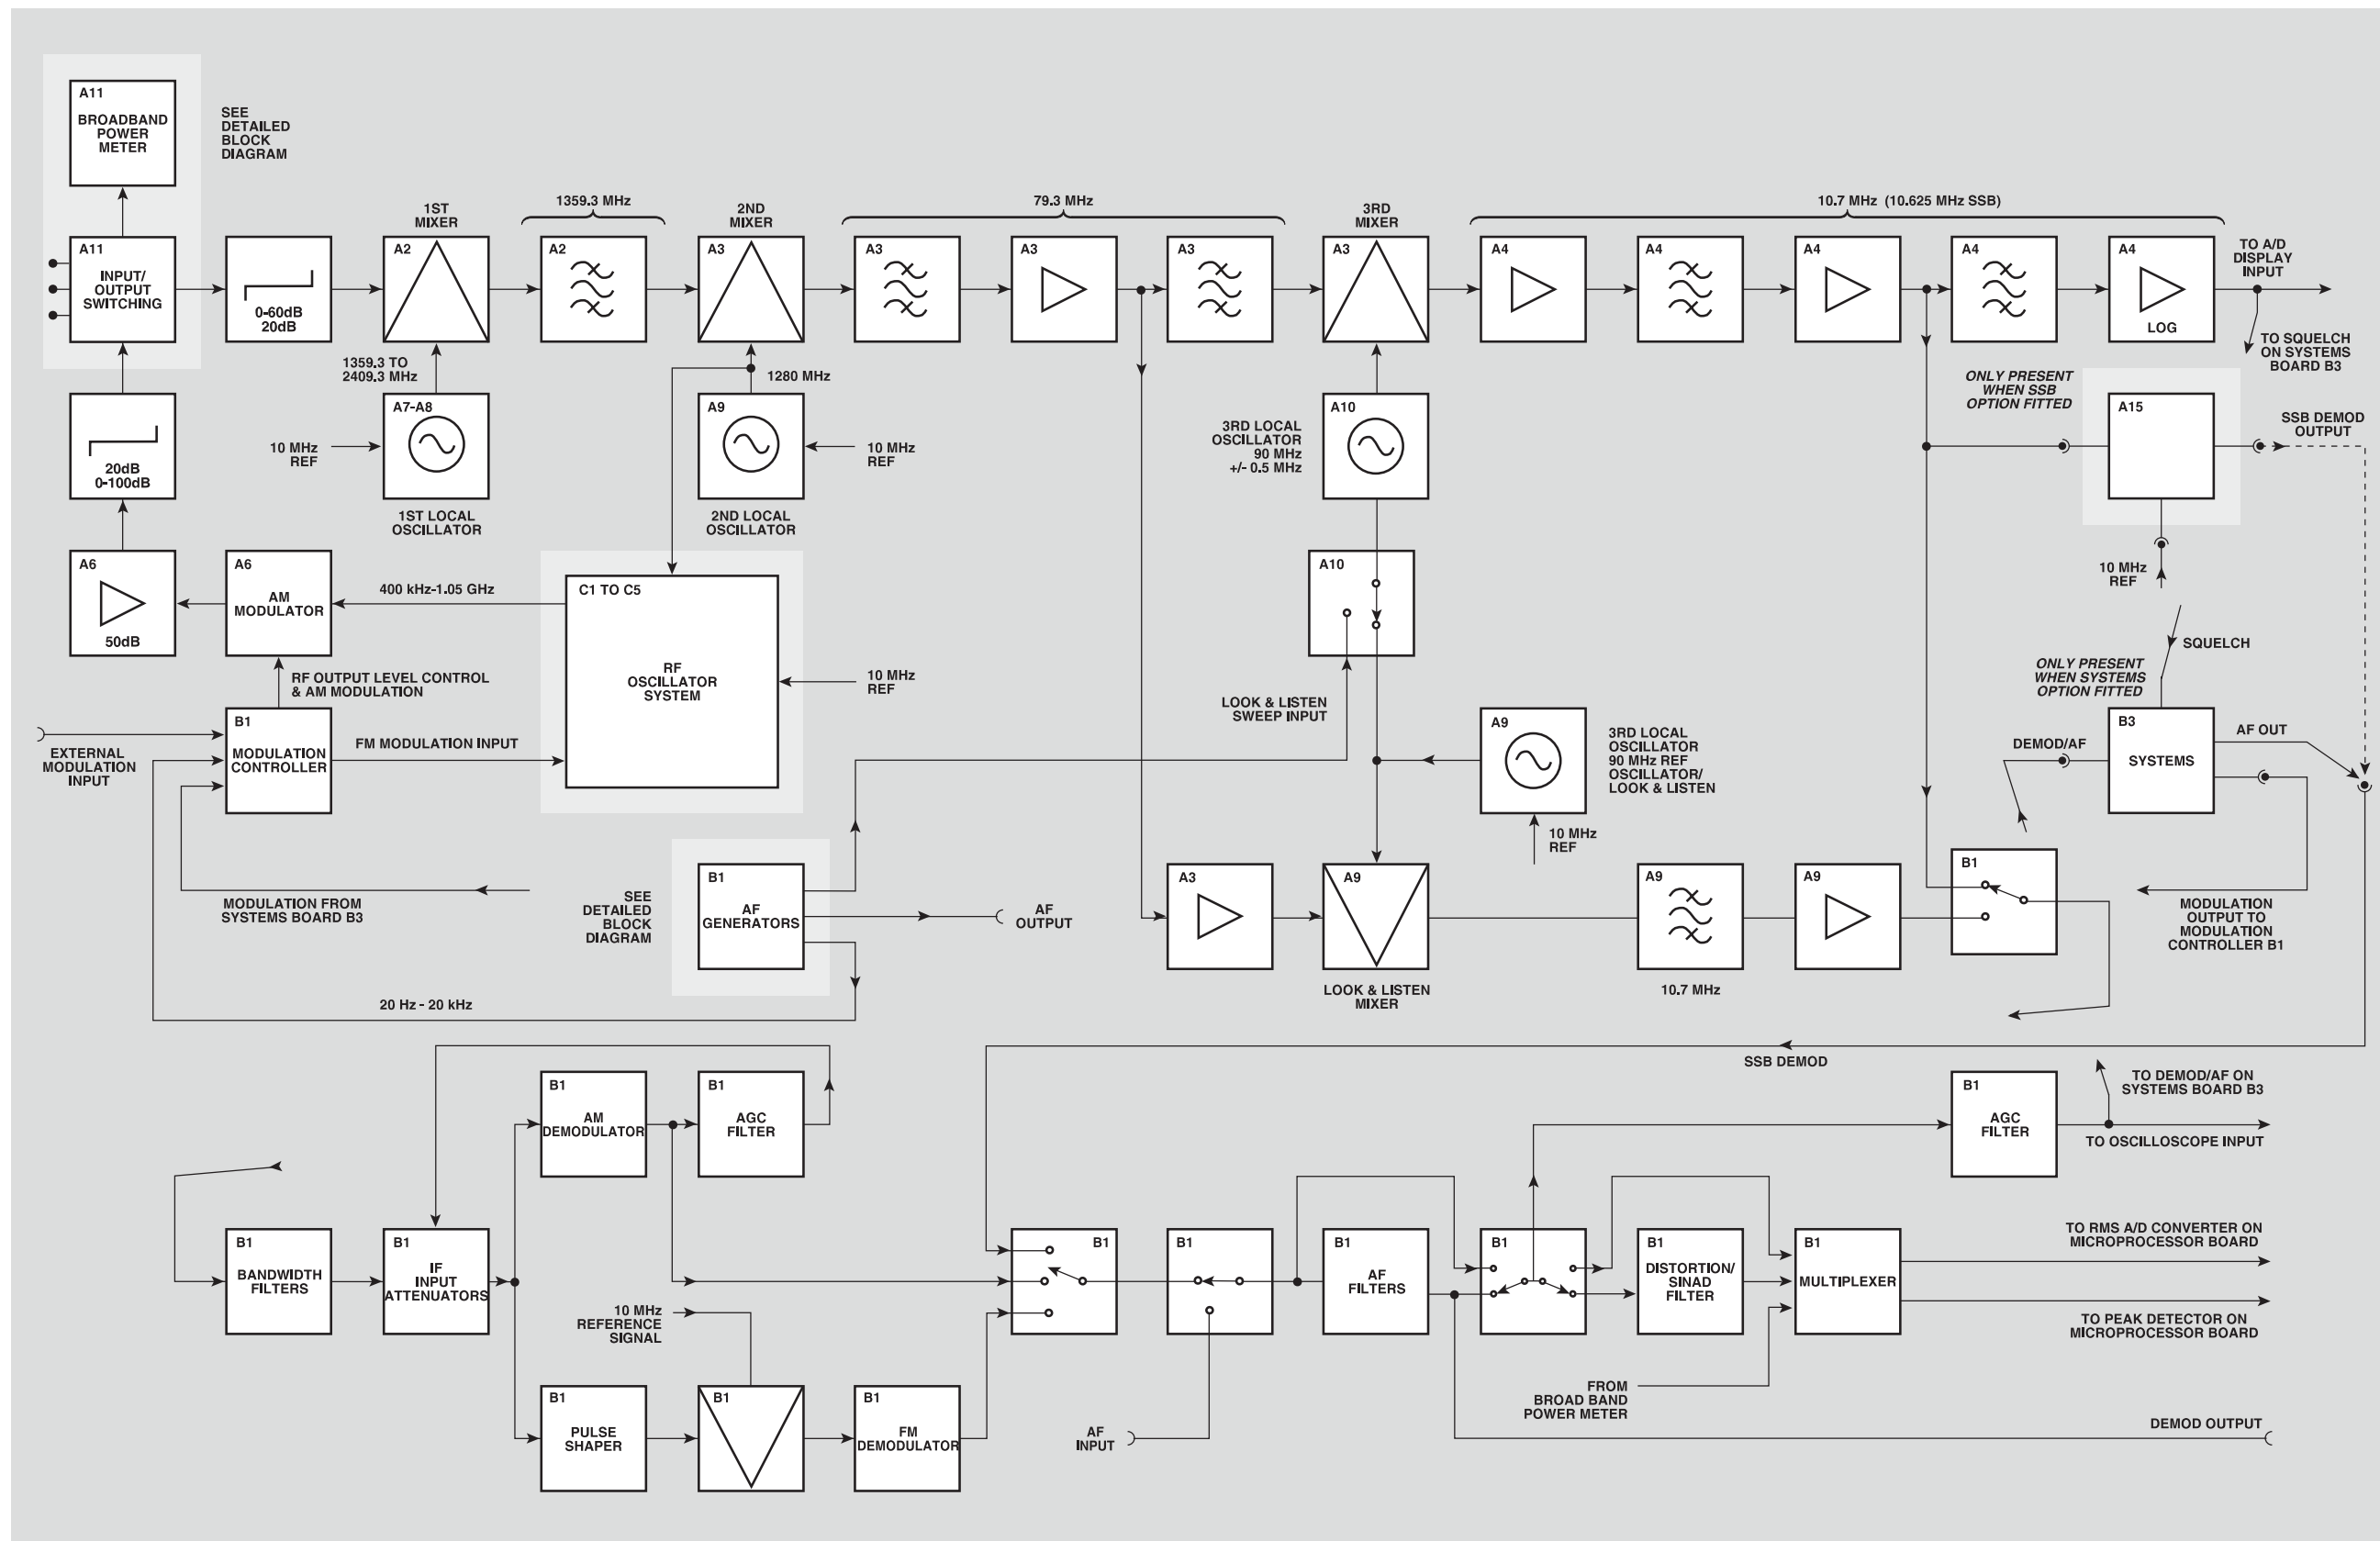 A11
BROADBAND
POWER
METER
SEE
DETAILED
BLOCK
DIAGRAM
A11
INPUT/
OUTPUT
SWITCHING
0-60dB
20dB
1ST
MIXER
A2
1359.3 MHz
A2
2ND
MIXER
A3
79.3 MHz
A3
A3
A3
3RD
MIXER
A3
10.7 MHz (10.625 MHz SSB)
A4
A4
A4
A4
A4
LOG
TO A/D
DISPLAY
INPUT
TO SQUELCH
ON SYSTEMS
BOARD B3
1359.3 TO
2409.3 MHz
1280 MHz
20dB
0-100dB
10 MHz
REF
A7-A8
1ST LOCAL
OSCILLATOR
A9
2ND LOCAL
OSCILLATOR
10 MHz
REF
3RD LOCAL
OSCILLATOR
90 MHz
+/- 0.5 MHz
A10
ONLY PRESENT
WHEN SSB
OPTION FITTED
A15
SSB DEMOD
OUTPUT
10 MHz
REF
A6
50dB
A6
AM
MODULATOR
400 kHz-1.05 GHz
C1 TO C5
RF
OSCILLATOR
SYSTEM
10 MHz
REF
A10
SQUELCH
ONLY PRESENT
WHEN SYSTEMS
OPTION FITTED
RF OUTPUT LEVEL CONTROL
& AM MODULATION
LOOK & LISTEN
SWEEP INPUT
EXTERNAL
MODULATION
INPUT
B1
MODULATION
CONTROLLER
FM MODULATION INPUT
A9
3RD LOCAL
OSCILLATOR
90 MHz REF
OSCILLATOR/
LOOK & LISTEN
10 MHz
REF
DEMOD/AF
B3
SYSTEMS
AF OUT
MODULATION FROM
SYSTEMS BOARD B3
SEE
DETAILED
BLOCK
DIAGRAM
B1
AF
GENERATORS
AF
OUTPUT
A3
A9
LOOK & LISTEN
MIXER
A9
10.7 MHz
A9
B1
MODULATION
OUTPUT TO
MODULATION
CONTROLLER B1
20 Hz - 20 kHz
SSB DEMOD
B1
AM
DEMODULATOR
B1
AGC
FILTER
B1
AGC
FILTER
TO DEMOD/AF ON
SYSTEMS BOARD B3
TO OSCILLOSCOPE INPUT
B1
BANDWIDTH
FILTERS
B1
IF
INPUT
ATTENUATORS
10 MHz
REFERENCE
SIGNAL
B1
B1
B1
AF
FILTERS
B1
B1
DISTORTION/
SINAD
FILTER
B1
MULTIPLEXER
TO RMS A/D CONVERTER ON
MICROPROCESSOR BOARD
TO PEAK DETECTOR ON
MICROPROCESSOR BOARD
B1
PULSE
SHAPER
B1
B1
FM
DEMODULATOR
AF
INPUT
FROM
BROAD BAND
POWER METER
DEMOD OUTPUT